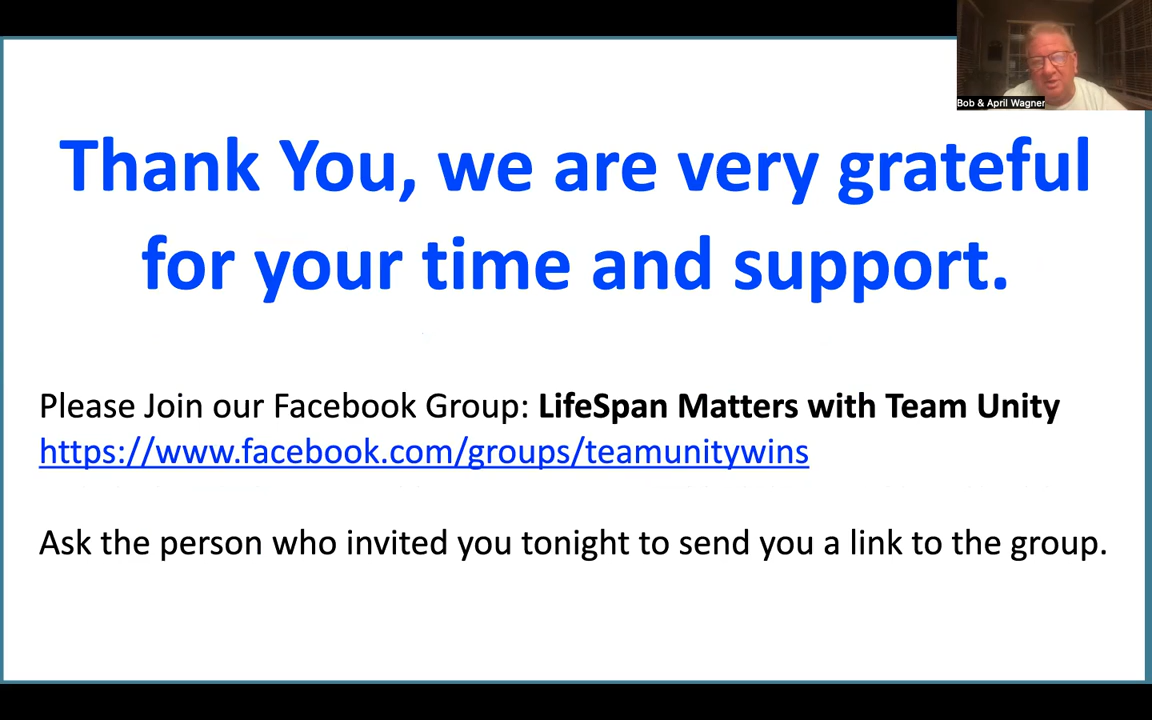 Bob & April Wagner
Thank You, we are very grateful
for your time and support.
Please Join our Facebook Group: LifeSpan Matters with Team Unity
https://www.facebook.com/groups/teamunitywins
Ask the person who invited you tonight to send you a link to the group.